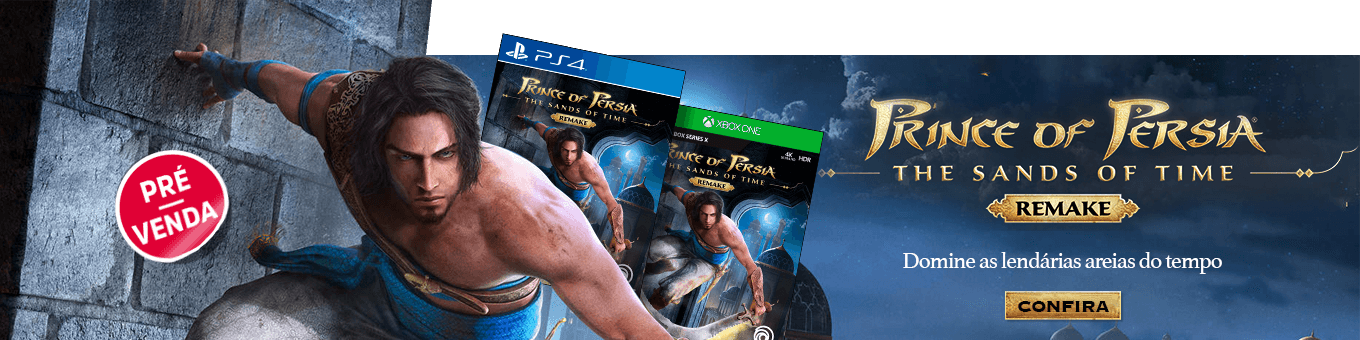 PRÉ
VENDA
PS4
PRINCE OF PERSIA
THE SANDS OF TIME
REMAKE
XBOX ONE
XBOX SERIES X
4K
HDR
PRINCE OF PERSIA
THE SANDS OF TIME
REMAKE
PRINCE OF PERSIA®
THE SANDS OF TIME
REMAKE
Domine as lendárias areias do tempo
CONFIRA